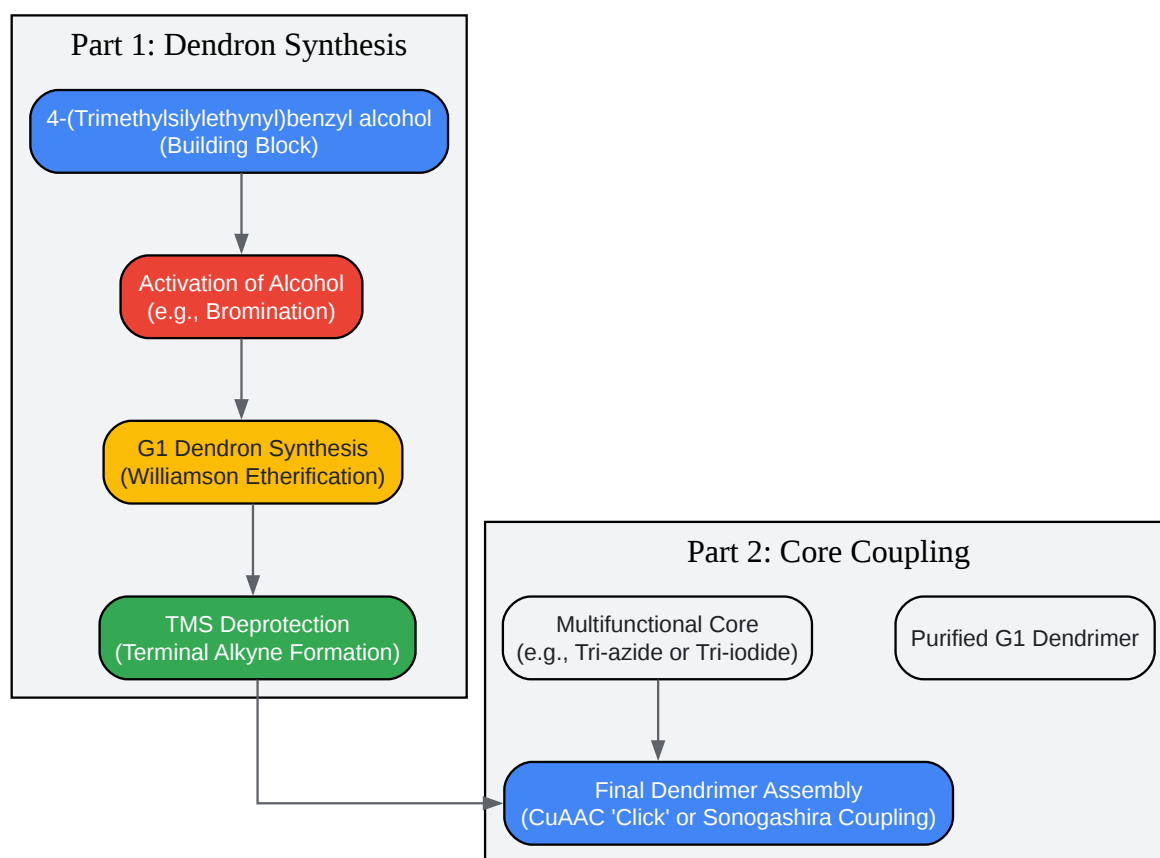 Part 1: Dendron Synthesis
4-(Trimethylsilylethynyl)benzyl alcohol
(Building Block)
Activation of Alcohol
(e.g., Bromination)
G1 Dendron Synthesis
(Williamson Etherification)
TMS Deprotection
(Terminal Alkyne Formation)
Part 2: Core Coupling
Multifunctional Core
(e.g., Tri-azide or Tri-iodide)
Purified G1 Dendrimer
Final Dendrimer Assembly
(CuAAC 'Click' or Sonogashira Coupling)